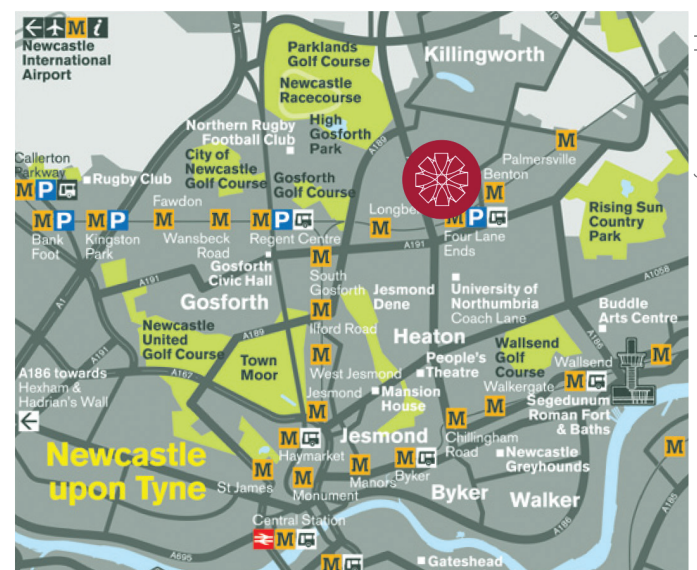 M i
Newcastle
International
Airport
A1
Parklands
Golf Course
Killingworth
Newcastle
Racecourse
Northern Rugby
Football Club
High
Gosforth
Park
A189
City of
Newcastle
Golf Course
Gosforth
Golf Course
M
Palmersville
Benton
M
Callerton
Parkway
M P
Rugby Club
Fawdon
Rising Sun
Country
Park
M P
M P
M
M
M P
Longbe
M
M P
Bank
Foot
Kingston
Park
Wansbeck
Road
Regent Centre
Four Lane
Ends
A191
M
Gosforth
Civic Hall
South
Gosforth
A191
A1058
A1
Gosforth
Jesmond
Dene
University of
Northumbria
Coach Lane
Buddle
Arts Centre
M
Ilford Road
Newcastle
United
Golf Course
A189
Heaton
Wallsend
Golf
Course
A186
A191
Town
Moor
M
West Jesmond
People's
Theatre
Wallsend
M
A186 towards
Hexham &
Hadrian's Wall
A167
Jesmond
Mansion
House
Walkergate
M
M
M
Segedunum
Roman Fort
& Baths
M
Jesmond
Chillingham
Road
M
Newcastle
upon Tyne
M
Haymarket
Newcastle
Greyhounds
M
M
St James
M
Monument
M
Manors
M
Byker
Byker
Walker
A185
Central Station
M
A186
A695
M
Gateshead